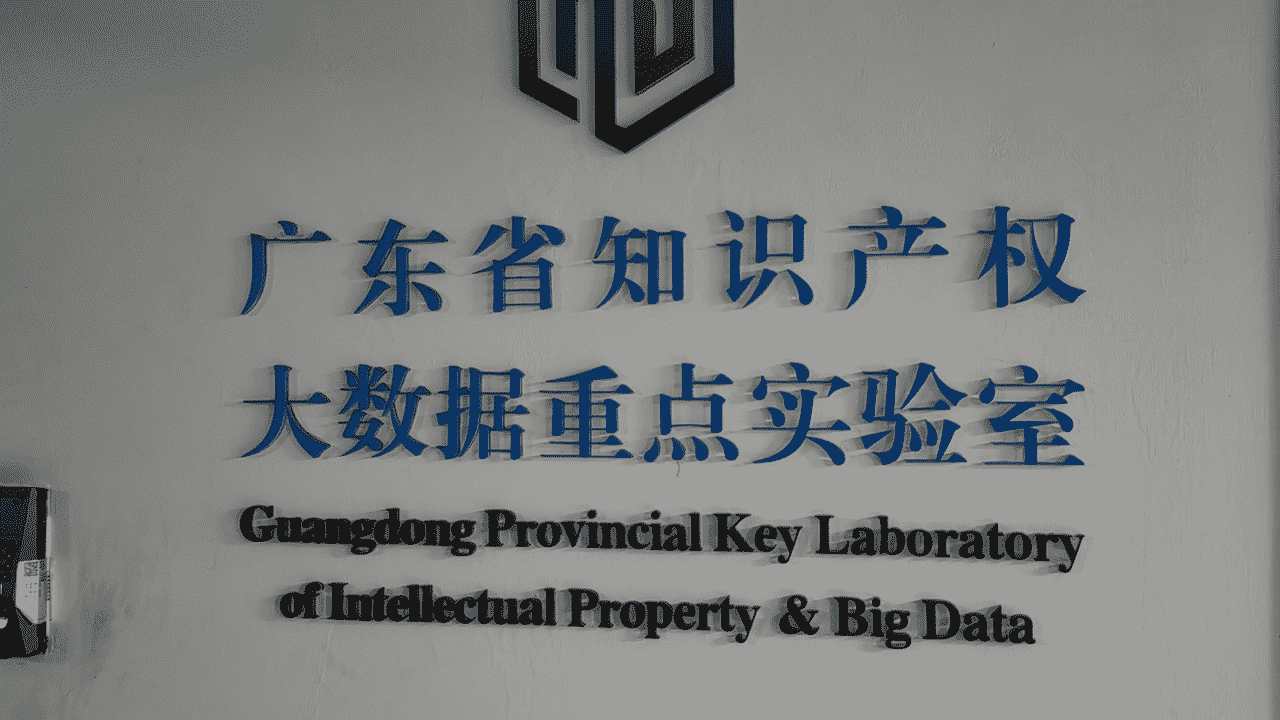 广东省知识产权
大数据重点实验室
Guangdong Provincial Key Laboratory
of Intellectual Property & Big Data